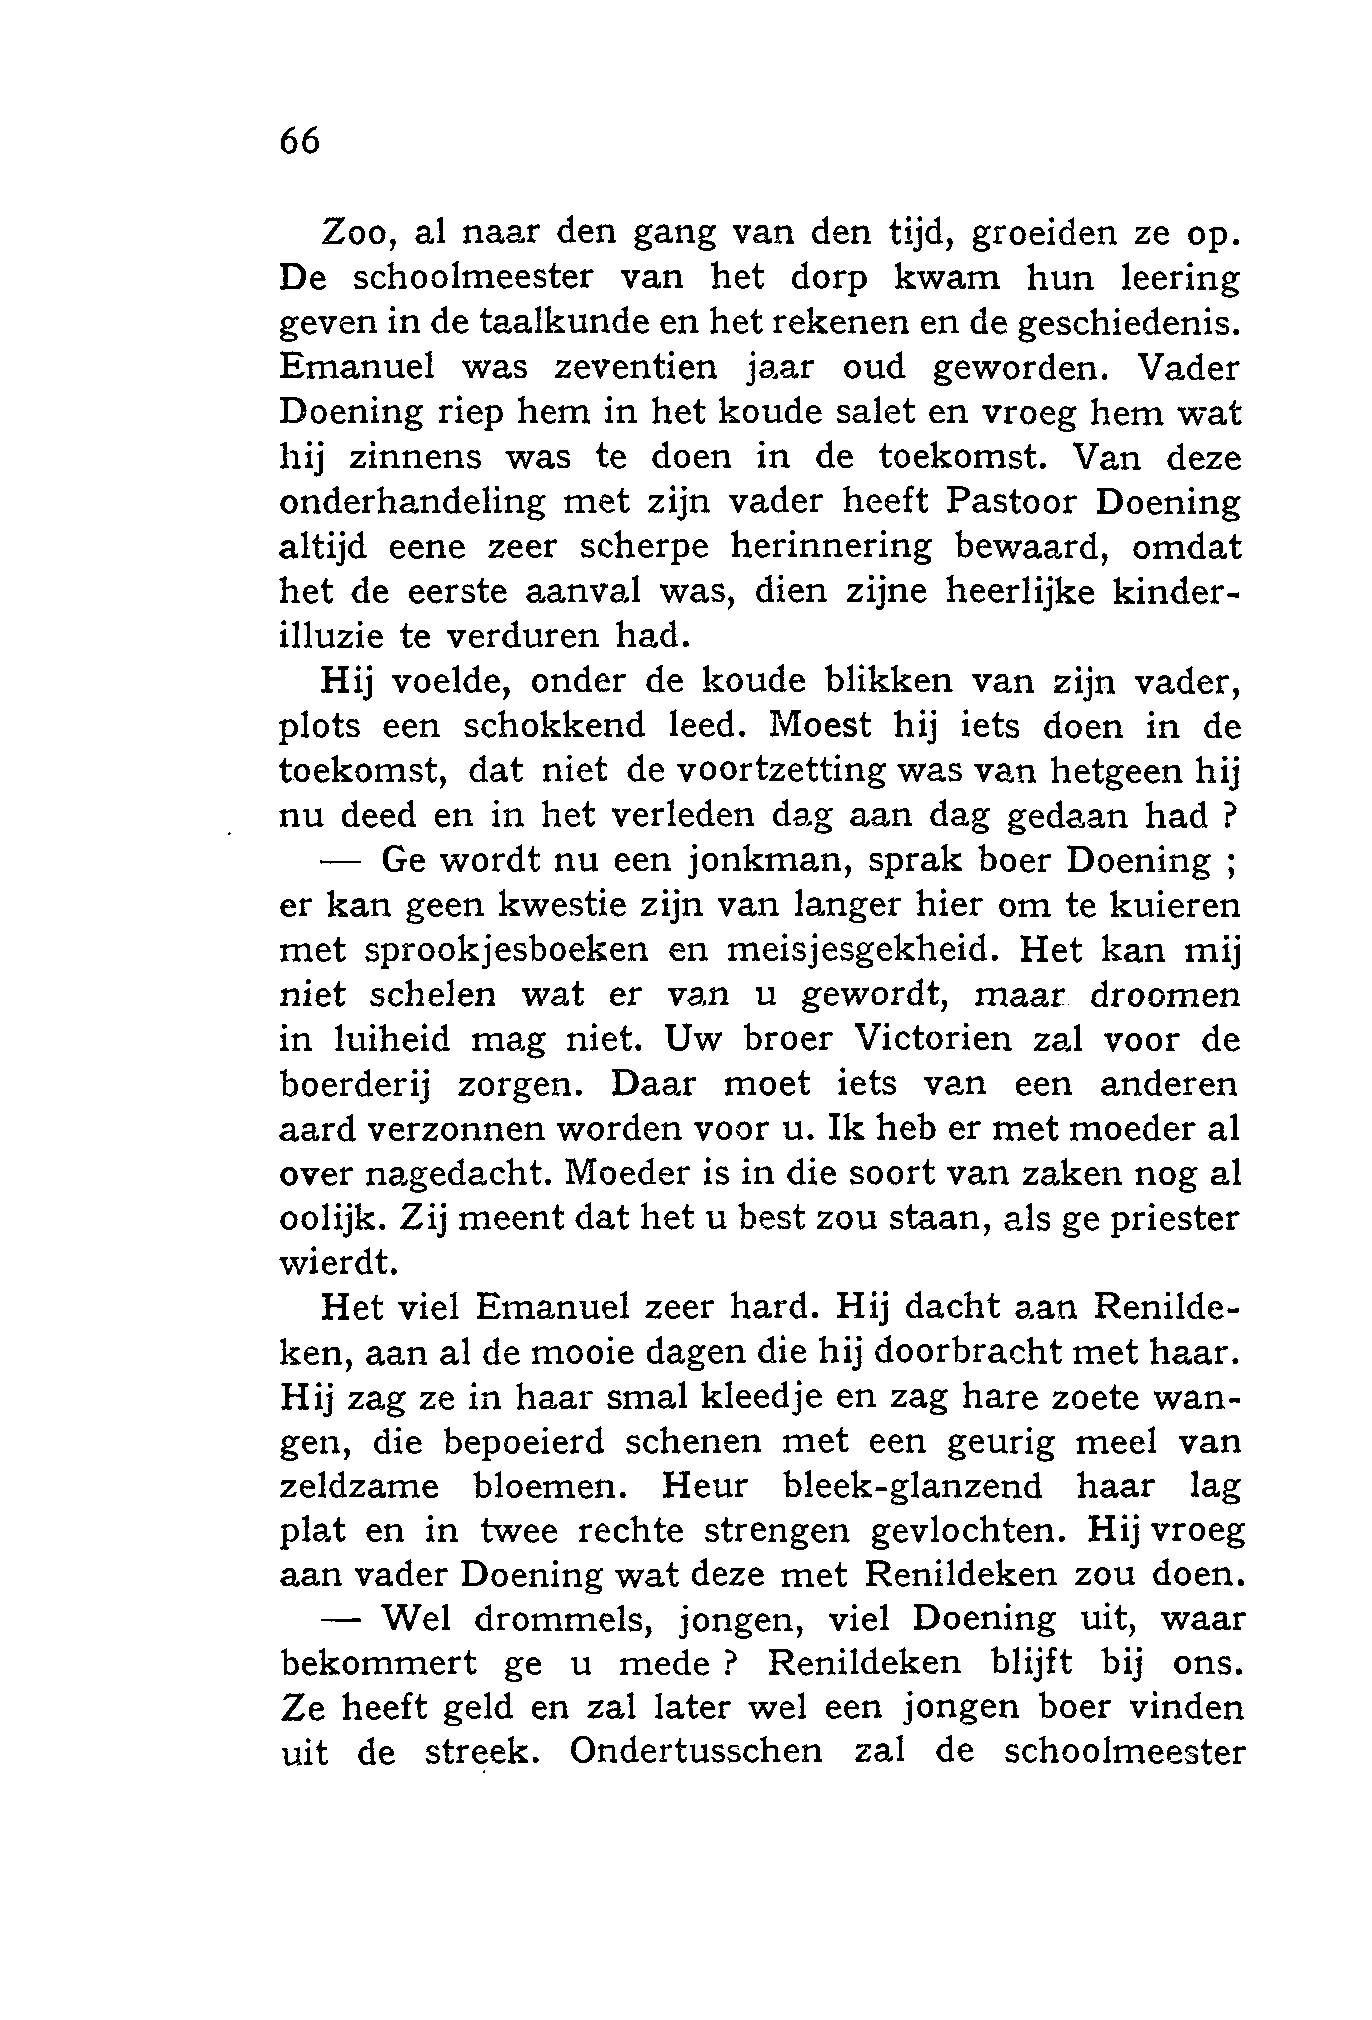 66
Zoo, al naar den gang van den tijd, groeiden ze op.
De schoolmeester van het dorp kwam hun leering
geven in de taalkunde en het rekenen en de geschiedenis.
Emanuel was zeventien jaar oud geworden. Vader
Doening riep hem in het koude salet en vroeg hem wat
hij zinnens was te doen in de toekomst. Van deze
onderhandeling met zijn vader heeft Pastoor Doening
altijd eene zeer scherpe herinnering bewaard, omdat
het de eerste aanval was, dien zijne heerlijke kinder-
illuzie te verduren had.
Hij voelde, onder de koude blikken van zijn vader,
plots een schokkend leed. Moest hij iets doen in de
toekomst, dat niet de voortzetting was van hetgeen hij
nu deed en in het verleden dag aan dag gedaan had ?
— Ge wordt nu een jonkman, sprak boer Doening ;
er kan geen kwestie zijn van langer hier om te kuieren
met sprookjesboeken en meisjesgekheid. Het kan mij
niet schelen wat er van u gewordt, maar droomen
in luiheid mag niet. Uw broer Victorien zal voor de
boerderij zorgen. Daar moet iets van een anderen
aard verzonnen worden voor u. Ik heb er met moeder al
over nagedacht. Moeder is in die soort van zaken nog al
oolijk. Zij meent dat het u best zou staan, als ge priester
wierdt.
Het viel Emanuel zeer hard. Hij dacht aan Renilde-
ken, aan al de mooie dagen die hij doorbracht met haar.
Hij zag ze in haar smal kleedje en zag hare zoete wan-
gen, die bepoeierd schenen met een geurig meel van
zeldzame bloemen. Heur bleek-glanzend haar lag
plat en in twee rechte strengen gevlochten. Hij vroeg
aan vader Doening wat deze met Renildeken zou doen.
— Wel drommels, jongen, viel Doening uit, waar
bekommert ge u mede ? Renildeken blijft bij ons.
Ze heeft geld en zal later wel een jongen boer vinden
uit de streek. Ondertusschen zal de schoolmeester